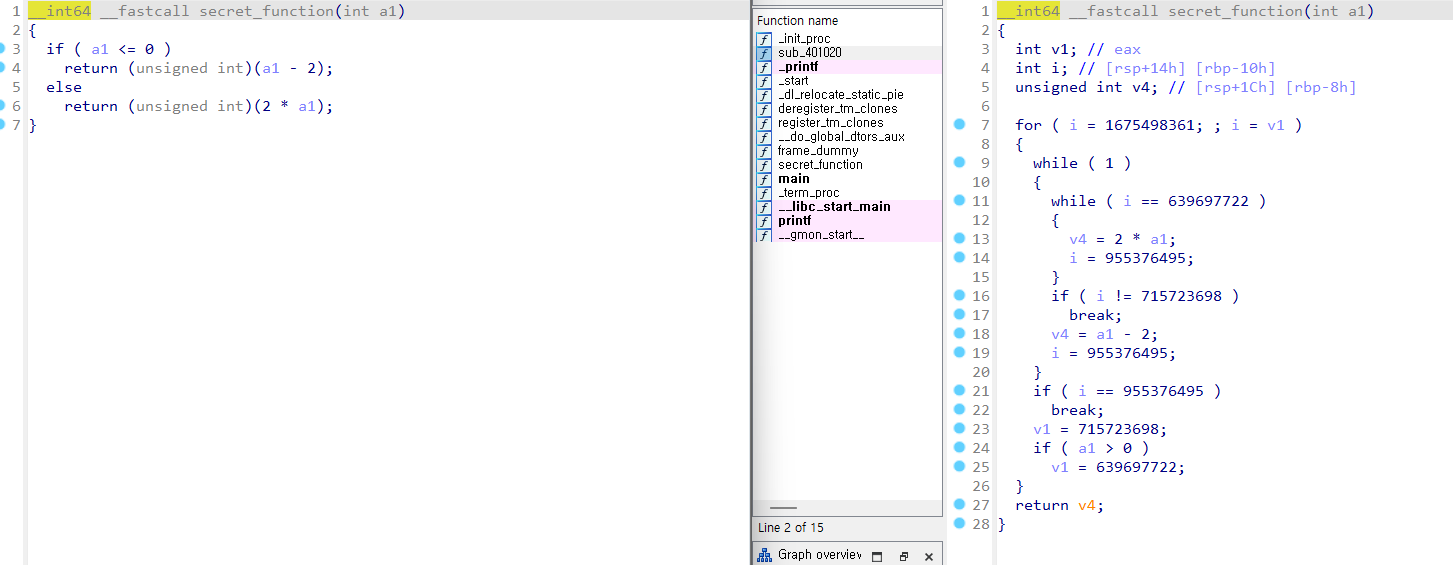 1 __int64 __fastcall secret_function(int a1)
2 {
3 if ( a1 <= 0 )
4 return (unsigned int)(a1 - 2);
5 else
6 return (unsigned int)(2 * a1);
7 }
Function name
f _init_proc
f sub_401020
f _printf
f _start
f _dl_relocate_static_pie
f deregister_tm_clones
f register_tm_clones
f __do_global_dtors_aux
f frame_dummy
f secret_function
f main
f _term_proc
f __libc_start_main
f printf
f __gmon_start__
Line 2 of 15
Graph overview
1 __int64 __fastcall secret_function(int a1)
2 {
3 int v1; // eax
4 int i; // [rsp+14h] [rbp-10h]
5 unsigned int v4; // [rsp+1Ch] [rbp-8h]
6
7 for ( i = 1675498361; ; i = v1 )
8 {
9 while ( 1 )
10 {
11 while ( i == 639697722 )
12 {
13 v4 = 2 * a1;
14 i = 955376495;
15 }
16 if ( i != 715723698 )
17 break;
18 v4 = a1 - 2;
19 i = 955376495;
20 }
21 if ( i == 955376495 )
22 break;
23 v1 = 715723698;
24 if ( a1 > 0 )
25 v1 = 639697722;
26 }
27 return v4;
28 }